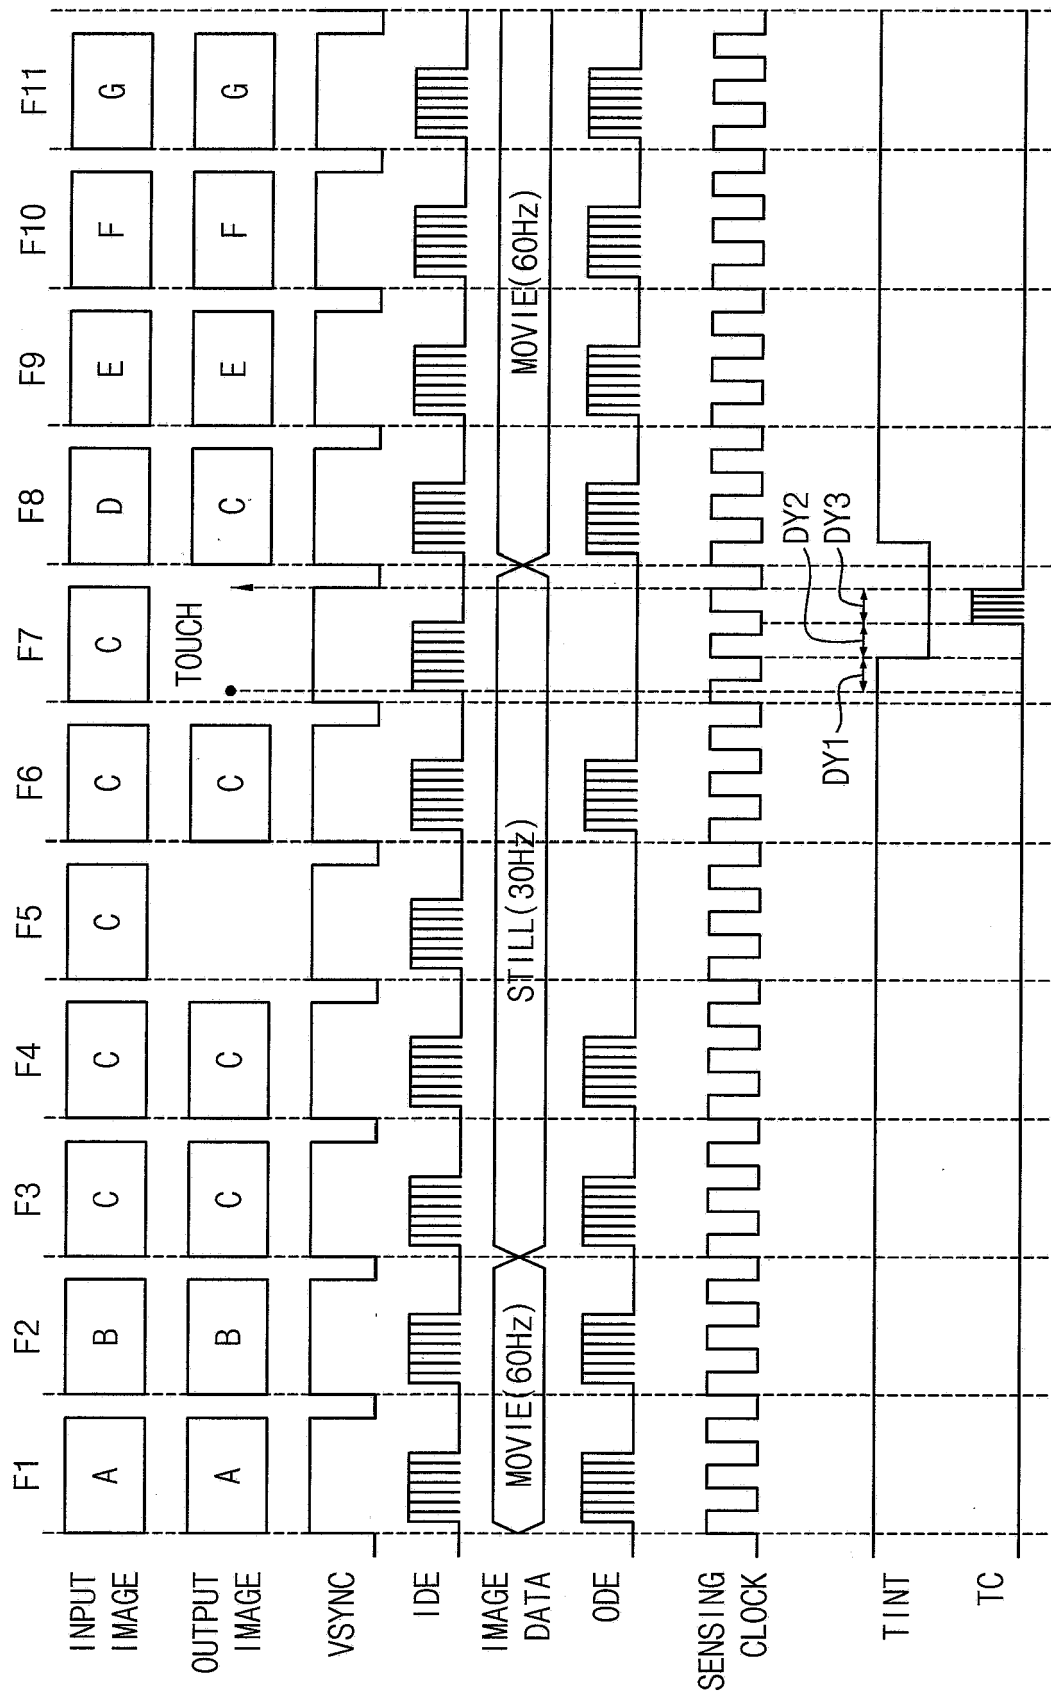 F1 F2 F3 F4 F5 F6 F7 F8 F9 F10 F11
INPUT
IMAGE
A B C C C C C D E F G
OUTPUT
IMAGE
A B C C C C E F G
TOUCH
VSYNC
IDE
IMAGE
DATA
MOVIE(60Hz) STILL(30Hz) MOVIE(60Hz)
ODE
SENSING
CLOCK
DY1 DY2
DY3
TINT
TC